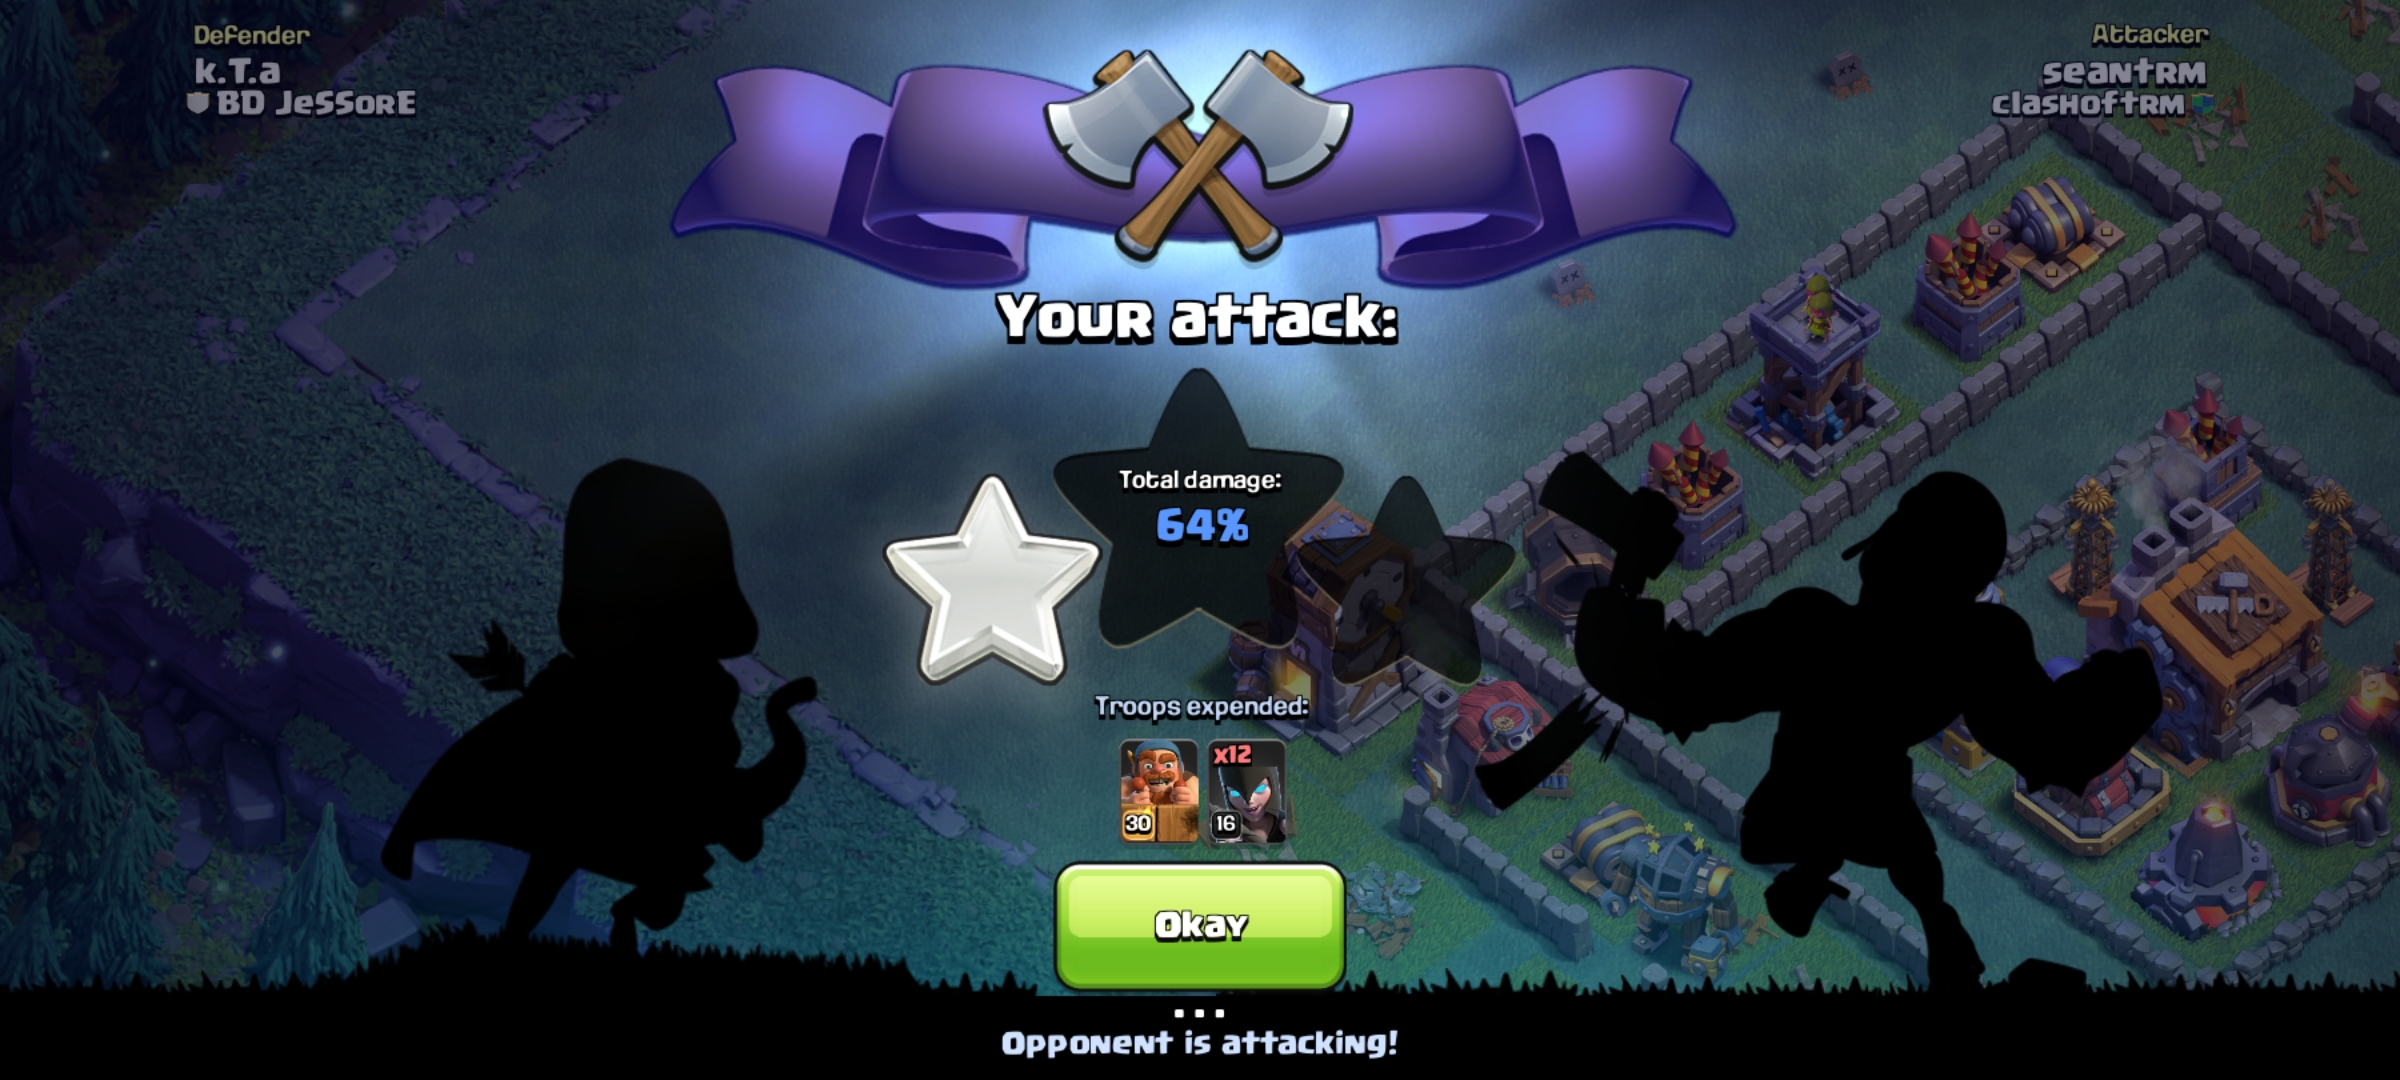 Defender
k.T.a
BD JeSSorE
Attacker
seantRM
clashoftRM
Your attack:
Total damage:
64%
Troops expended:
x12
30
16
Okay
...
Opponent is attacking!